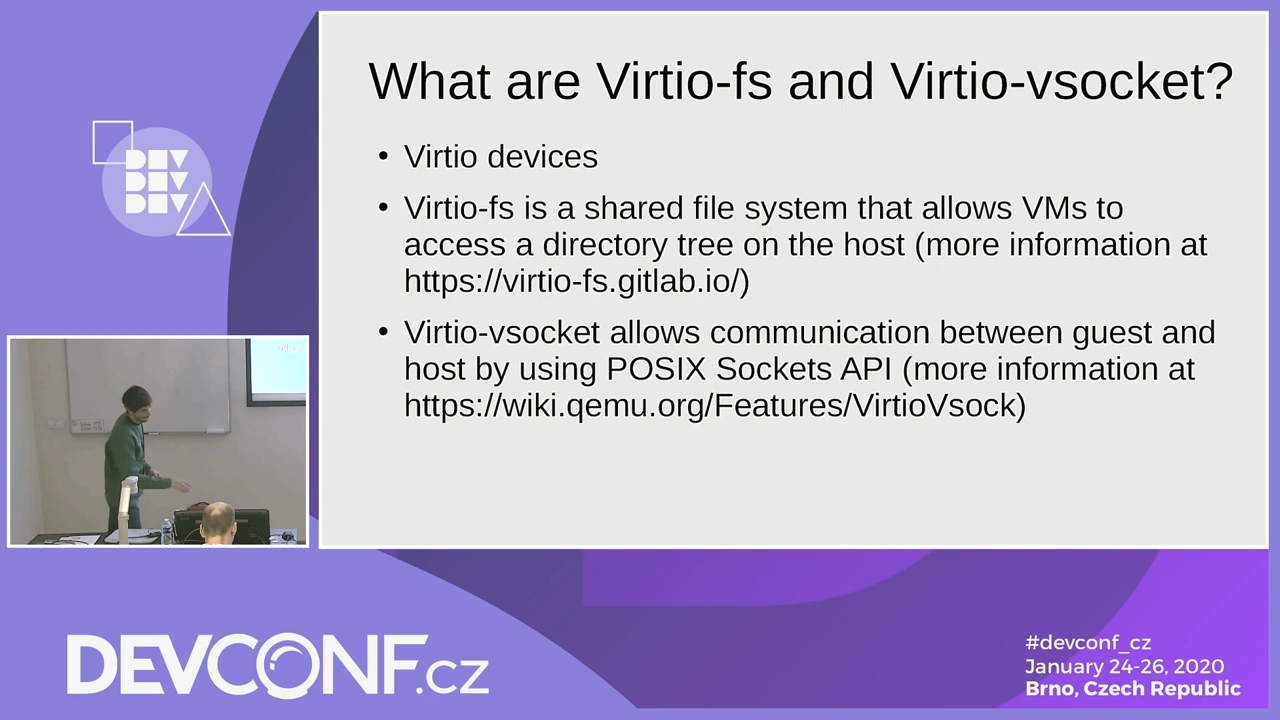 What are Virtio-fs and Virtio-vsocket?
• Virtio devices
• Virtio-fs is a shared file system that allows VMs to
access a directory tree on the host (more information at
https://virtio-fs.gitlab.io/)
• Virtio-vsocket allows communication between guest and
host by using POSIX Sockets API (more information at
https://wiki.qemu.org/Features/VirtioVsock)
DEV
DEV
DEV
DEVCONF.cz
#devconf_cz
January 24-26, 2020
Brno, Czech Republic